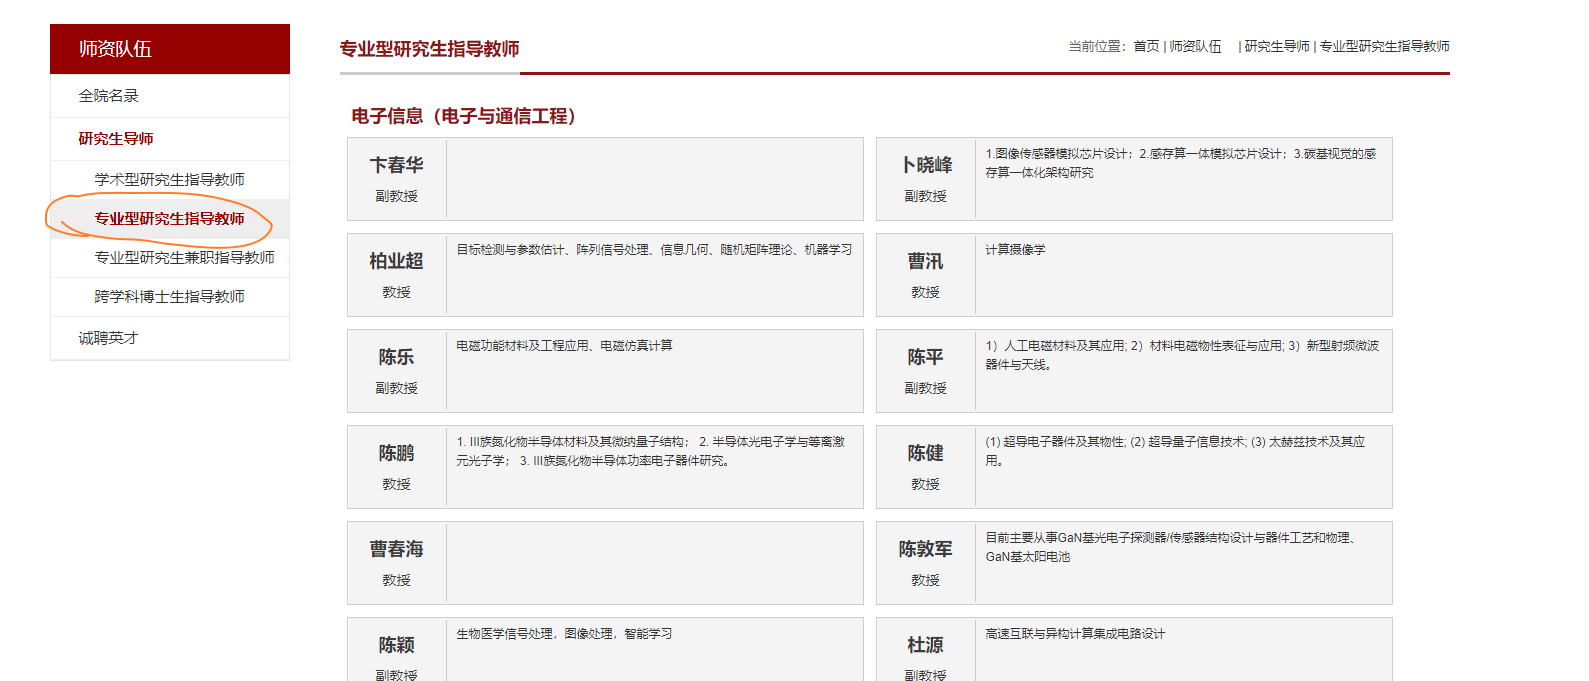 师资队伍
全院名录
研究生导师
学术型研究生指导教师
专业型研究生指导教师
专业型研究生兼职指导教师
跨学科博士生指导教师
诚聘英才
专业型研究生指导教师
当前位置：首页 | 师资队伍 | 研究生导师 | 专业型研究生指导教师
电子信息（电子与通信工程）
卞春华
副教授
卜晓峰
副教授
1.图像传感器模拟芯片设计；2.感存算一体模拟芯片设计；3.碳基视觉的感
存算一体化架构研究
柏业超
教授
目标检测与参数估计、阵列信号处理、信息几何、随机矩阵理论、机器学习
曹汛
教授
计算摄像学
陈乐
副教授
电磁功能材料及工程应用、电磁仿真计算
陈平
副教授
1）人工电磁材料及其应用; 2）材料电磁物性表征与应用; 3）新型射频微波
器件与天线。
陈鹏
教授
1. III族氮化物半导体材料及其微纳量子结构； 2. 半导体光电子学与等离激
元光子学； 3. III族氮化物半导体功率电子器件研究。
陈健
教授
(1) 超导电子器件及其物性; (2) 超导量子信息技术; (3) 太赫兹技术及其应
用。
曹春海
教授
陈敦军
教授
目前主要从事GaN基光电子探测器/传感器结构设计与器件工艺和物理、
GaN基太阳电池
陈颖
副教授
生物医学信号处理，图像处理，智能学习
杜源
副教授
高速互联与异构计算集成电路设计